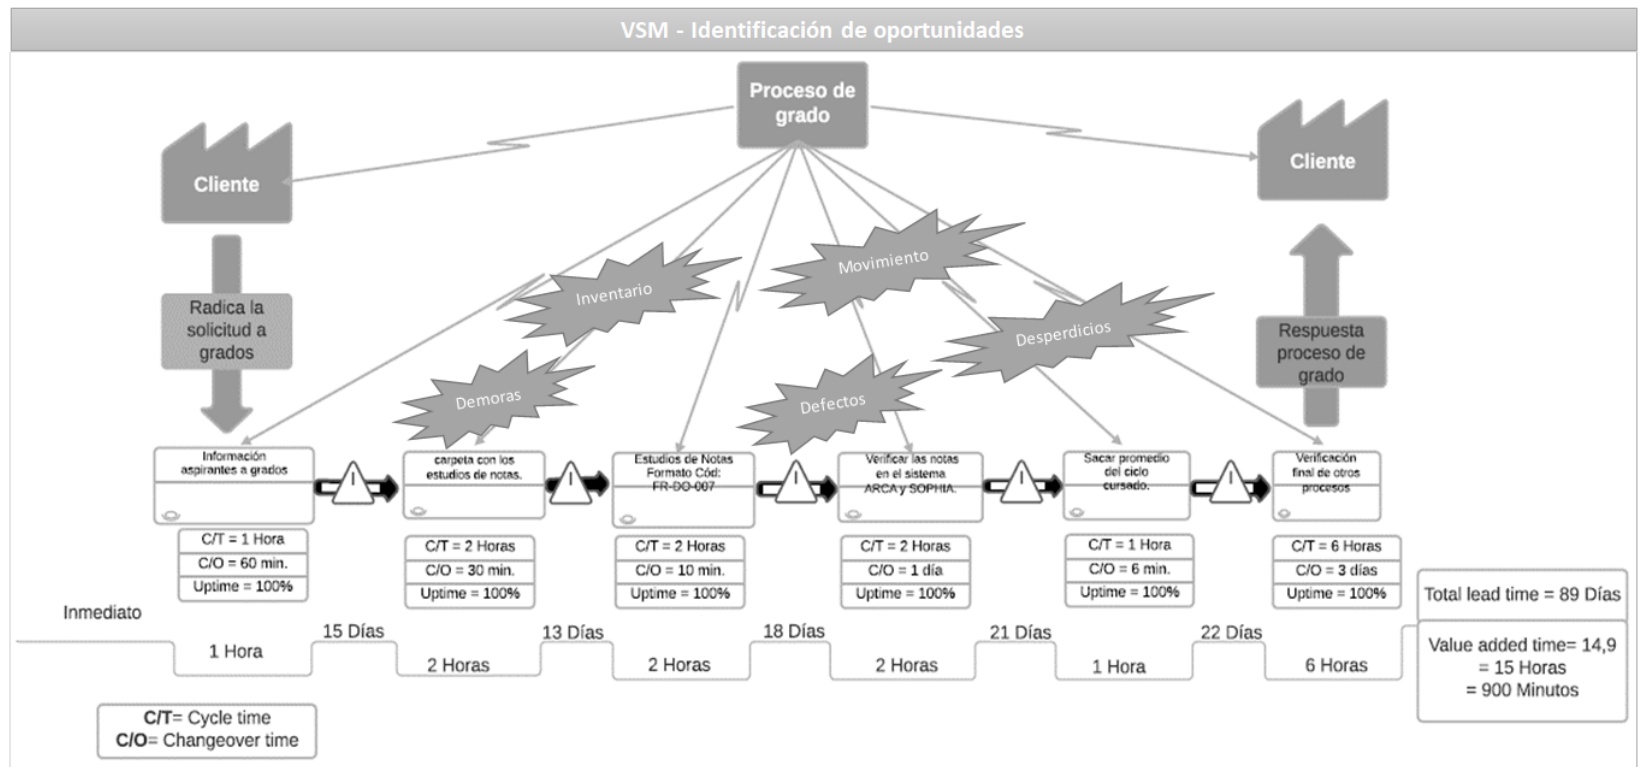 VSM - Identificación de oportunidades
Proceso de
grado
Cliente
Cliente
Radica la
solicitud a
grados
Inventario
Movimiento
Desperdicios
Demoras
Defectos
Respuesta
proceso de
grado
Información
aspirantes a grados
carpeta con los
estudios de notas.
Estudios de Notas
Formato Cód:
FR-DO-007
Verificar las notas
en el sistema
ARCA y SOPHIA.
Sacar promedio
del ciclo
cursado.
Verificación
final de otros
procesos
C/T = 1 Hora
C/O = 60 min.
Uptime = 100%
C/T = 2 Horas
C/O = 30 min.
Uptime = 100%
C/T = 2 Horas
C/O = 10 min.
Uptime = 100%
C/T = 2 Horas
C/O = 1 día
Uptime = 100%
C/T = 1 Hora
C/O = 6 min.
Uptime = 100%
C/T = 6 Horas
C/O = 3 días
Uptime = 100%
Inmediato
1 Hora
15 Días
2 Horas
13 Días
2 Horas
18 Días
2 Horas
21 Días
1 Hora
22 Días
6 Horas
Total lead time = 89 Días
Value added time= 14,9
= 15 Horas
= 900 Minutos
C/T= Cycle time
C/O= Changeover time